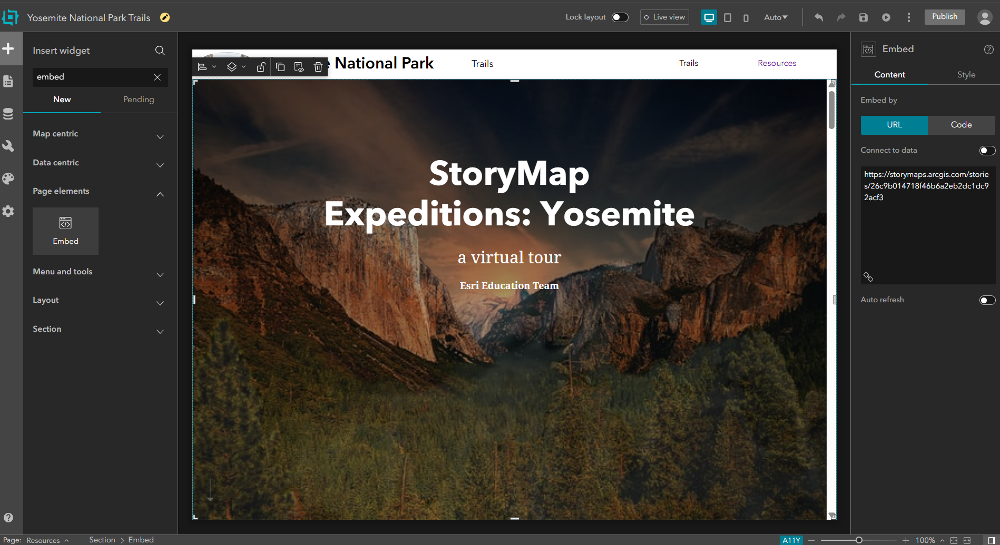 Yosemite National Park Trails
Lock layout
Live view
Auto
Publish
Insert widget
embed
New
Pending
Map centric
Data centric
Page elements
Embed
Menu and tools
Layout
Section
e National Park
Trails
Trails
Resources
StoryMap
Expeditions: Yosemite
a virtual tour
Esri Education Team
Embed
Content
Style
Embed by
URL
Code
Connect to data
https://storymaps.arcgis.com/storie
s/26c9b014718f46b6a2eb2dc1dc9
2acf3
Auto refresh
Page: Resources
Section > Embed
A11Y
100%